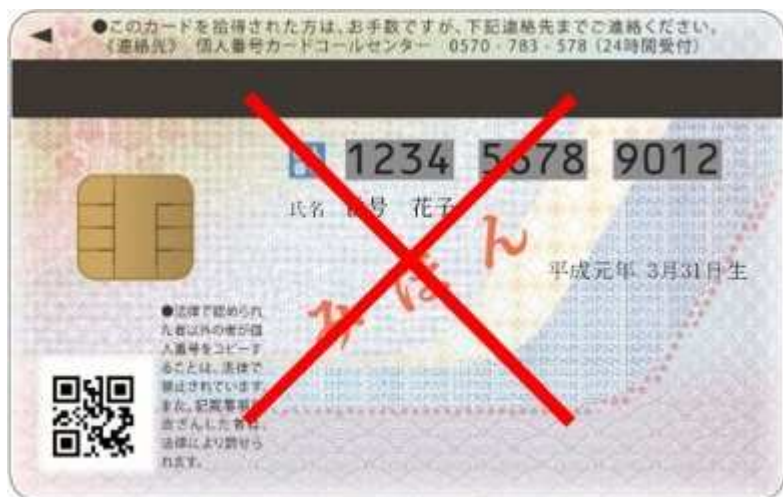 ●このカードを拾得された方は、お手数ですが、下記連絡先までご連絡ください。
《連絡先》 個人番号カードコールセンター 0570-783-578（24時間受付）
1234 5678 9012
氏名 番号 花子
平成元年 3月31日生
みほん
●法律で認められ
た者以外の者が個
人番号をコピーす
ることは、法律で
禁止されています
また、記載事項を
改ざんした者は、
法律により罰せら
れます。